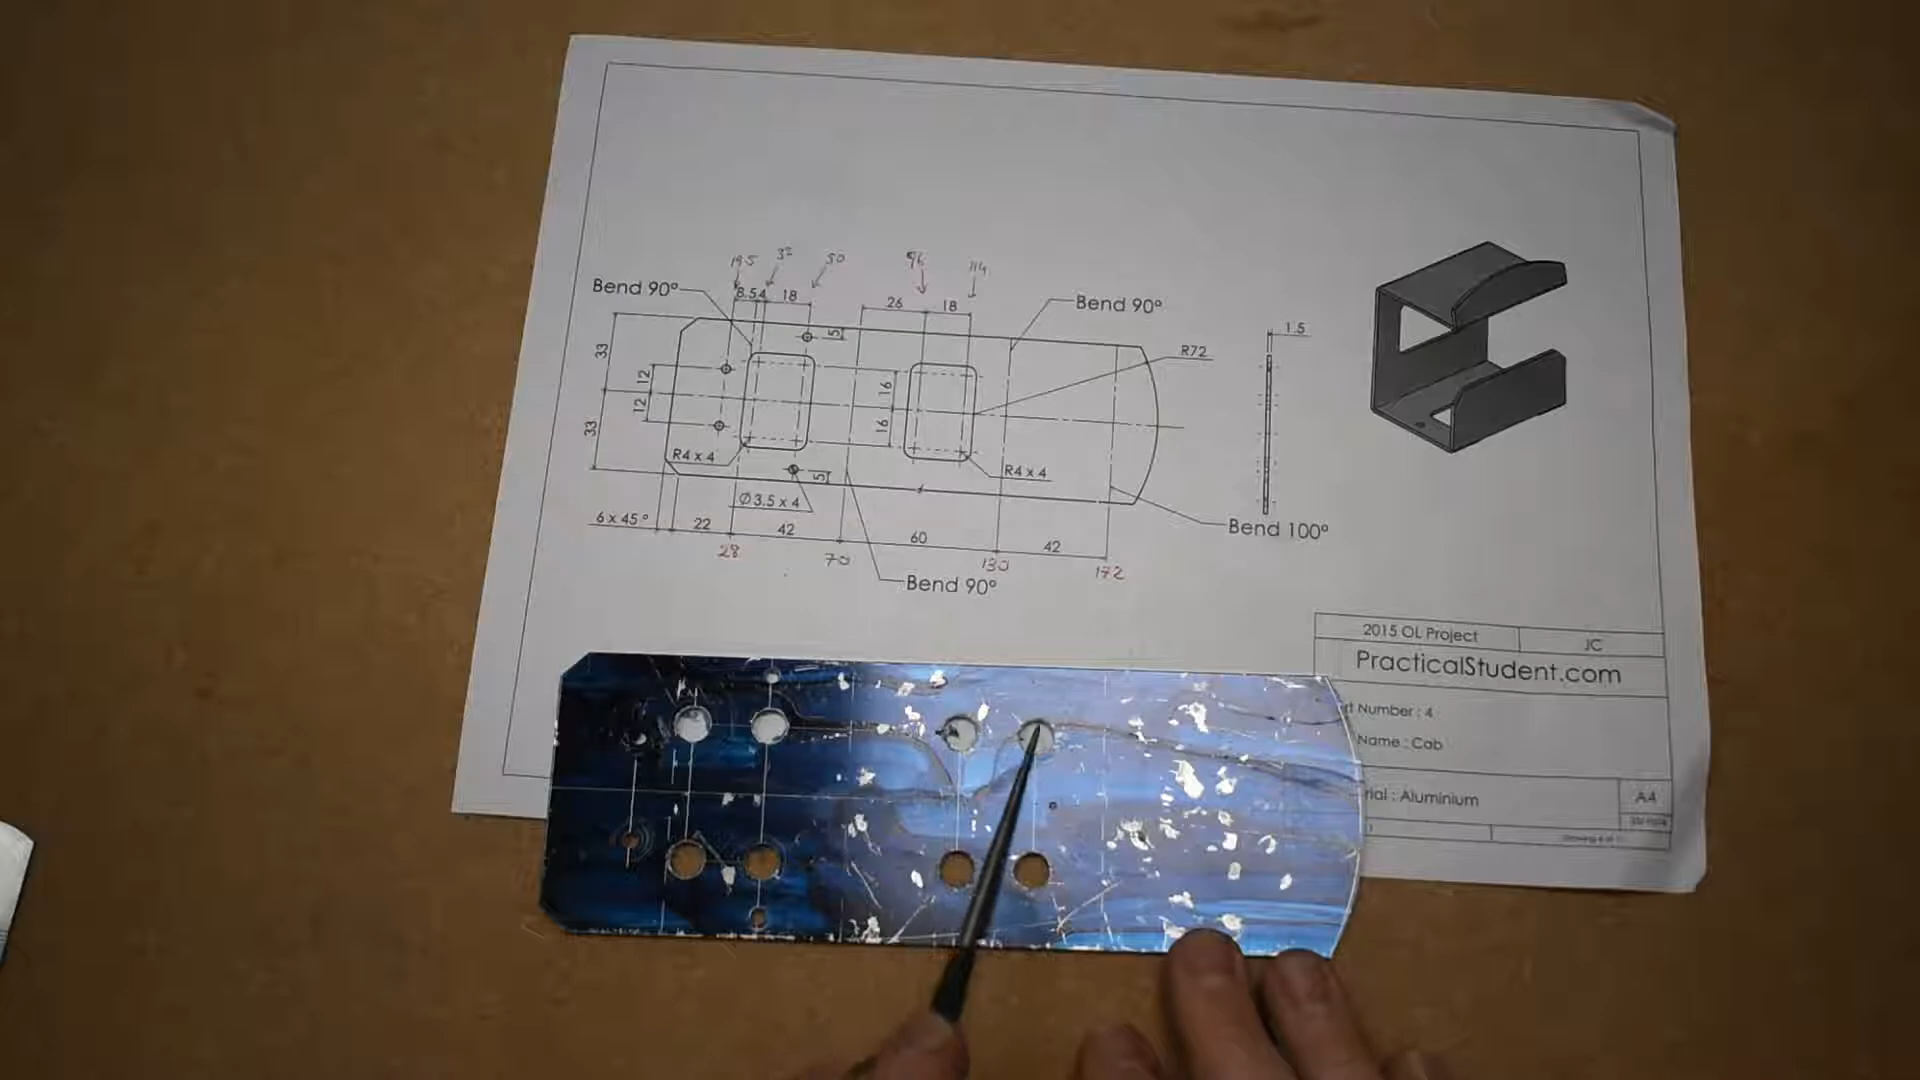 19.5 32 50 96 114
Bend 90°
8.5 4 18
26 18
Bend 90°
1.5
5
33
12
12
33
16
16
R72
R4 x 4
5
R4 x 4
Ø3.5 x 4
6 x 45°
22 42 60 42
28 70 130 172
Bend 100°
Bend 90°
2015 OL Project JC
PracticalStudent.com
rt Number : 4
Name : Cab
rial : Aluminium A4